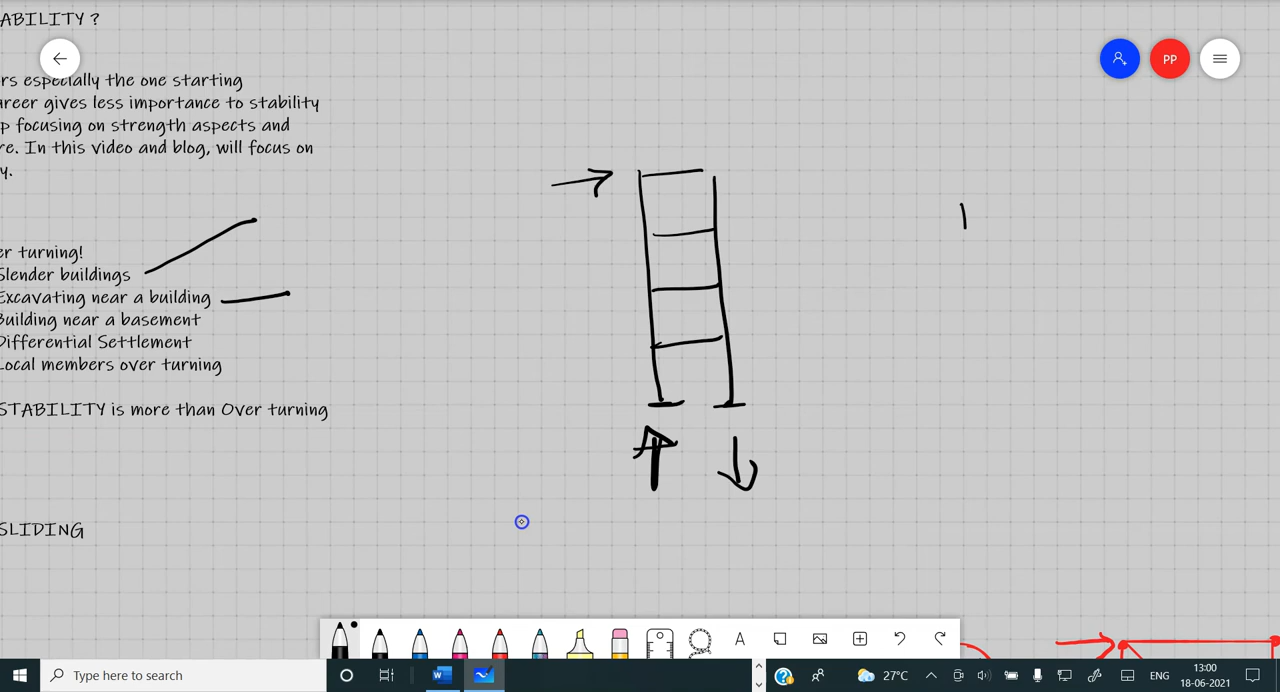 ABILITY ?
rs especially the one starting
areer gives less importance to stability
p focusing on strength aspects and
re. In this video and blog, will focus on
y.
er turning!
Slender buildings
Excavating near a building
Building near a basement
Differential Settlement
Local members over turning
STABILITY is more than Over turning
SLIDING
PP
A
Type here to search
27°C
ENG
13:00
18-06-2021